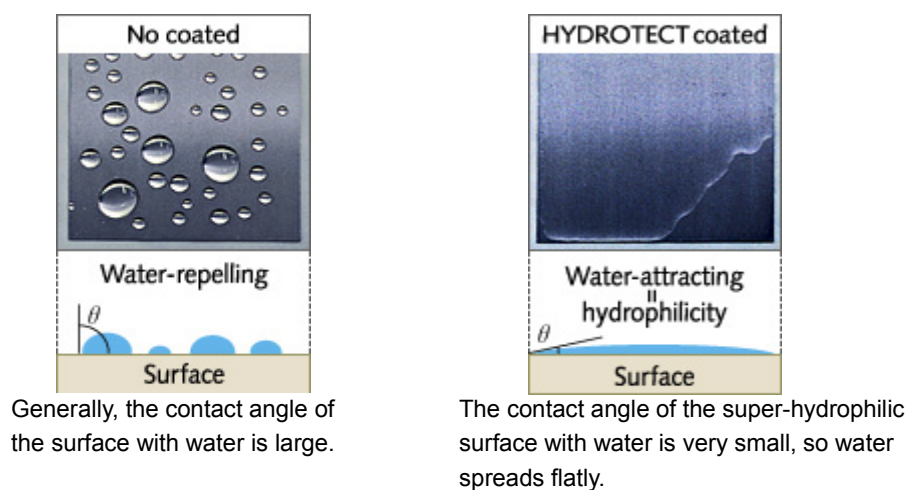 No coated
Water-repelling
θ
Surface
Generally, the contact angle of
the surface with water is large.
HYDROTECT coated
Water-attracting
=
hydrophilicity
θ
Surface
The contact angle of the super-hydrophilic
surface with water is very small, so water
spreads flatly.